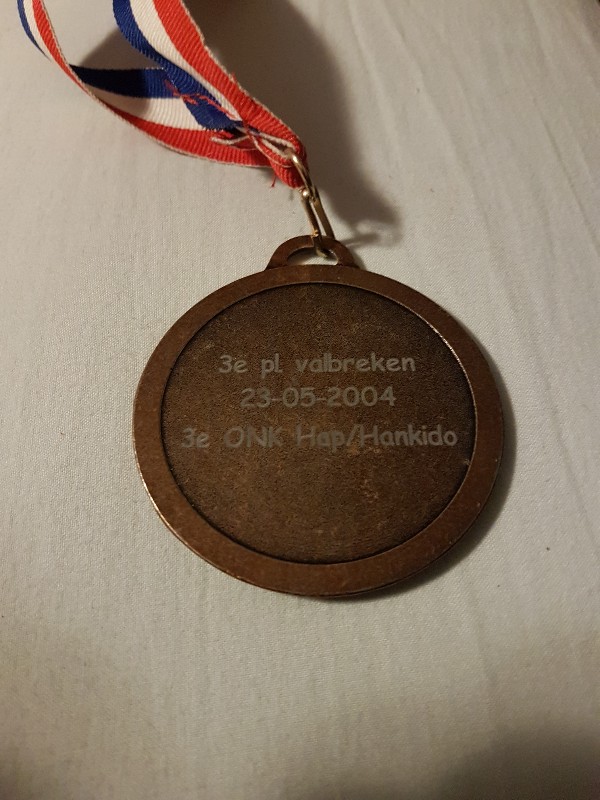 3e pl. valbreken
23-05-2004
3e ONK Hap/Hankido